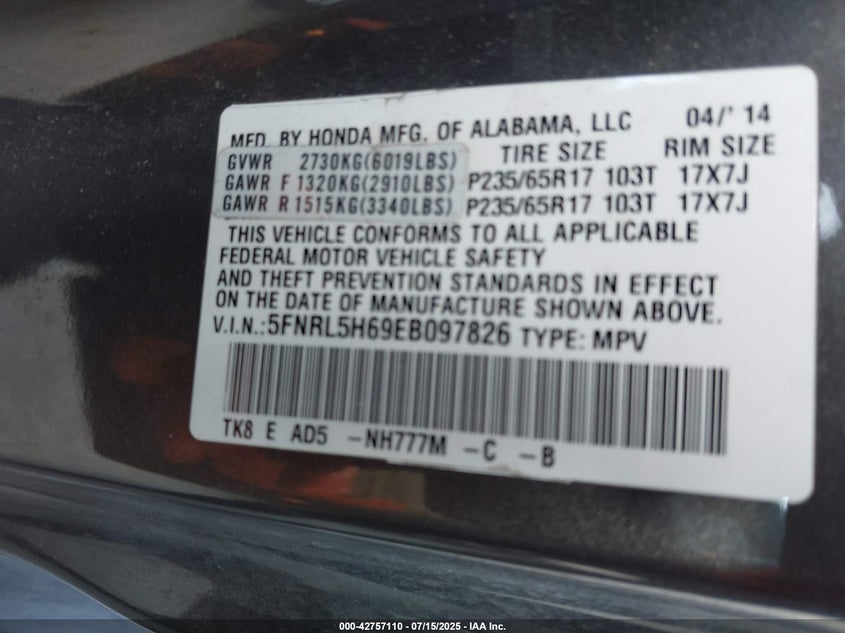 MFD. BY HONDA MFG. OF ALABAMA, LLC 04/'14
GVWR 2730KG(6019LBS) TIRE SIZE RIM SIZE
GAWR F 1320KG(2910LBS) P235/65R17 103T 17X7J
GAWR R 1515KG(3340LBS) P235/65R17 103T 17X7J
THIS VEHICLE CONFORMS TO ALL APPLICABLE
FEDERAL MOTOR VEHICLE SAFETY
AND THEFT PREVENTION STANDARDS IN EFFECT
ON THE DATE OF MANUFACTURE SHOWN ABOVE.
V.I.N.:5FNRL5H69EB097826 TYPE: MPV
TK8 E AD5 -NH777M -C -B
000-42757110 - 07/15/2025 - IAA Inc.